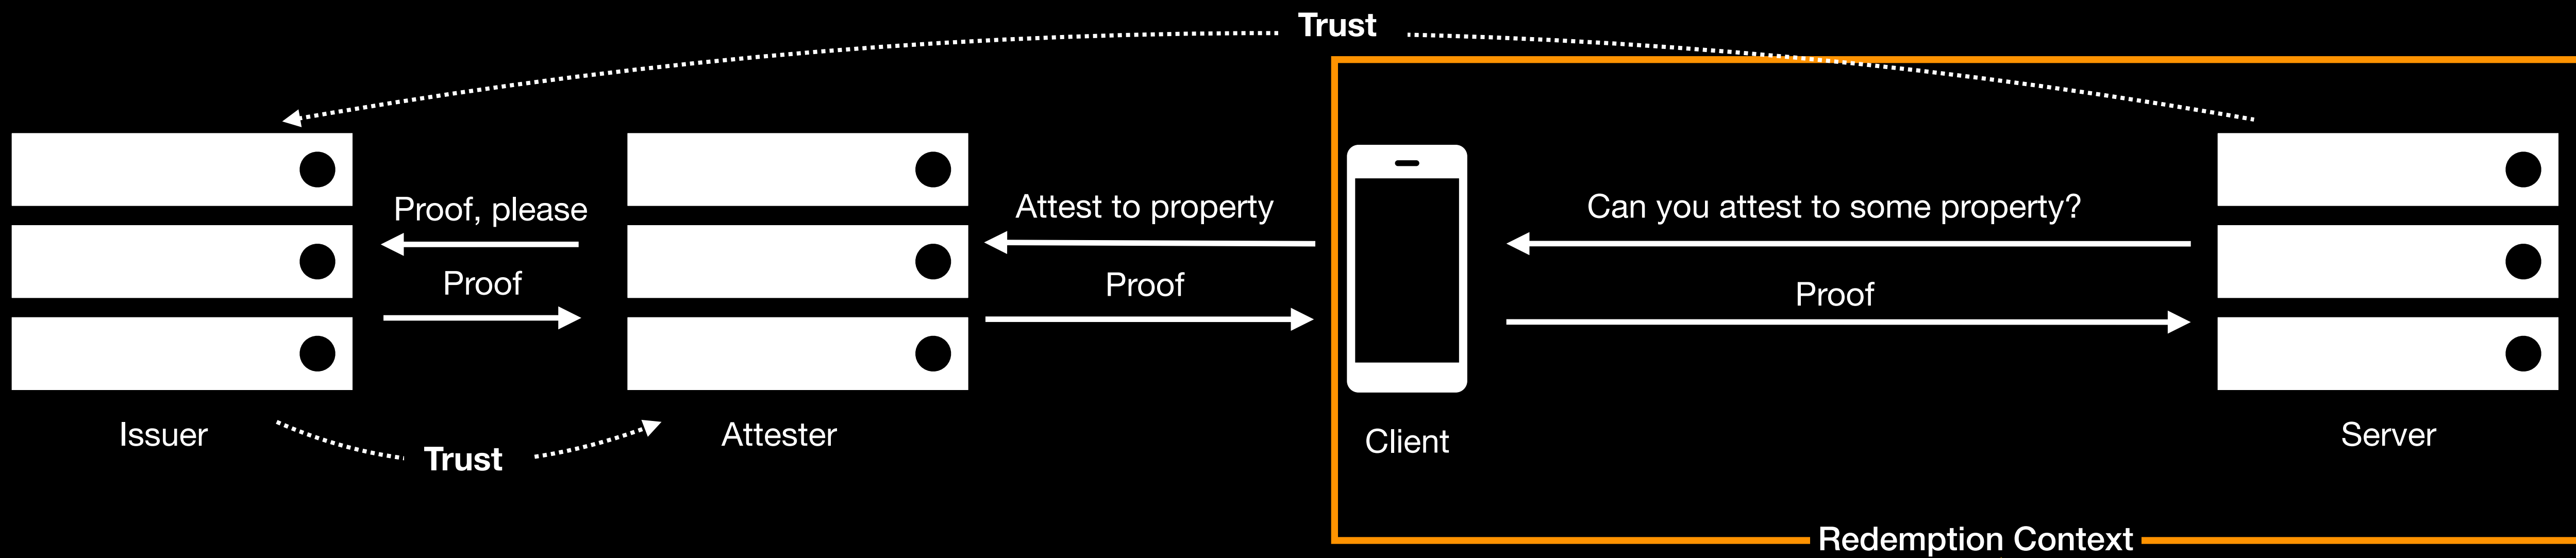 Trust
Proof, please
Proof
Attest to property
Proof
Can you attest to some property?
Proof
Issuer
Trust
Attester
Client
Server
Redemption Context